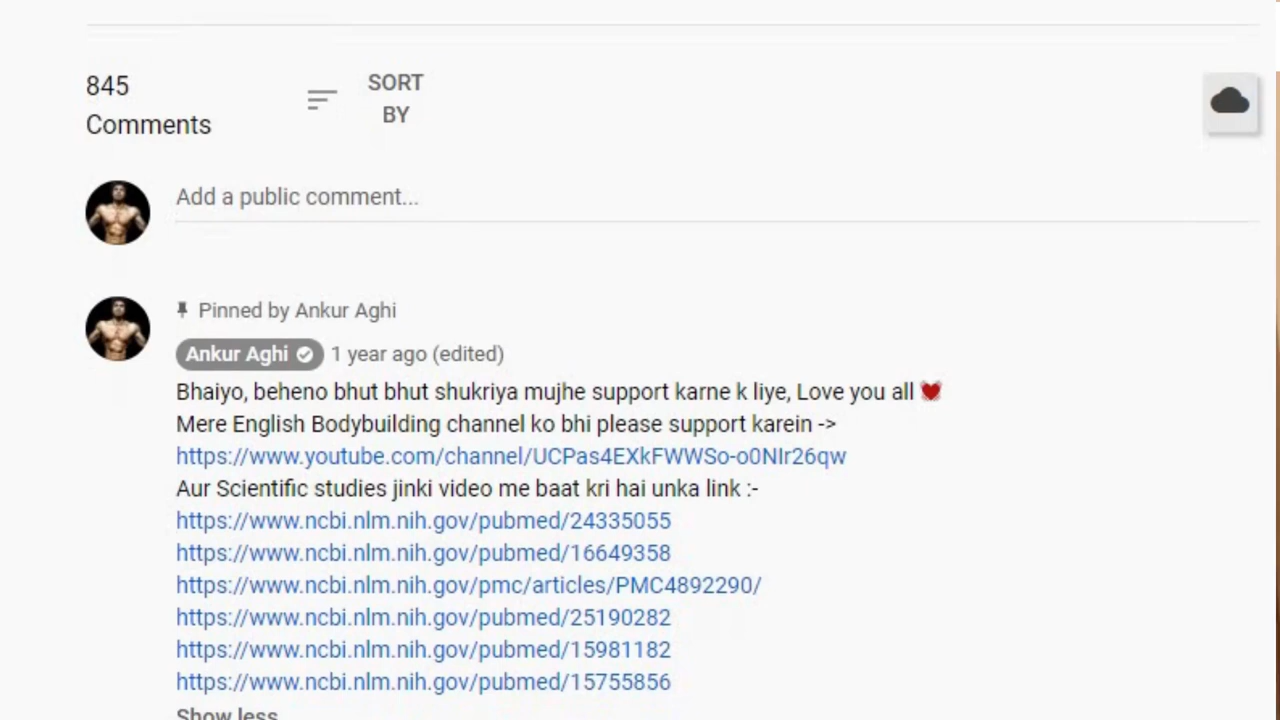 845
Comments
SORT
BY
Add a public comment...
Pinned by Ankur Aghi
Ankur Aghi 1 year ago (edited)
Bhaiyo, beheno bhut bhut shukriya mujhe support karne k liye, Love you all 💓
Mere English Bodybuilding channel ko bhi please support karein ->
https://www.youtube.com/channel/UCPas4EXkFWWSo-o0NIr26qw
Aur Scientific studies jinki video me baat kri hai unka link :-
https://www.ncbi.nlm.nih.gov/pubmed/24335055
https://www.ncbi.nlm.nih.gov/pubmed/16649358
https://www.ncbi.nlm.nih.gov/pmc/articles/PMC4892290/
https://www.ncbi.nlm.nih.gov/pubmed/25190282
https://www.ncbi.nlm.nih.gov/pubmed/15981182
https://www.ncbi.nlm.nih.gov/pubmed/15755856
Show less